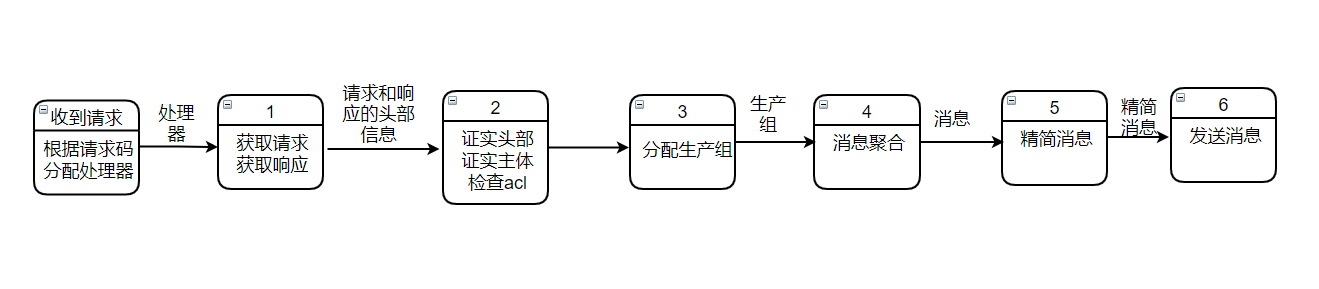 收到请求
根据请求码
分配处理器
处理
器
1
获取请求
获取响应
请求和响
应的头部
信息
2
证实头部
证实主体
检查acl
3
分配生产组
生产
组
4
消息聚合
消息
5
精简消息
精简
消息
6
发送消息